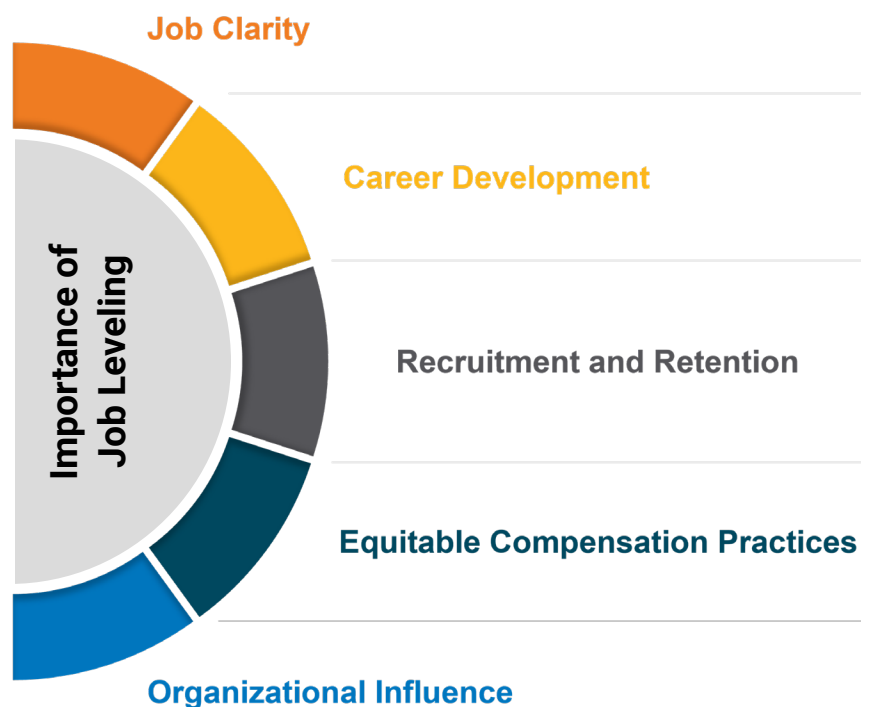 Job Clarity
Career Development
Importance of
Job Leveling
Recruitment and Retention
Equitable Compensation Practices
Organizational Influence